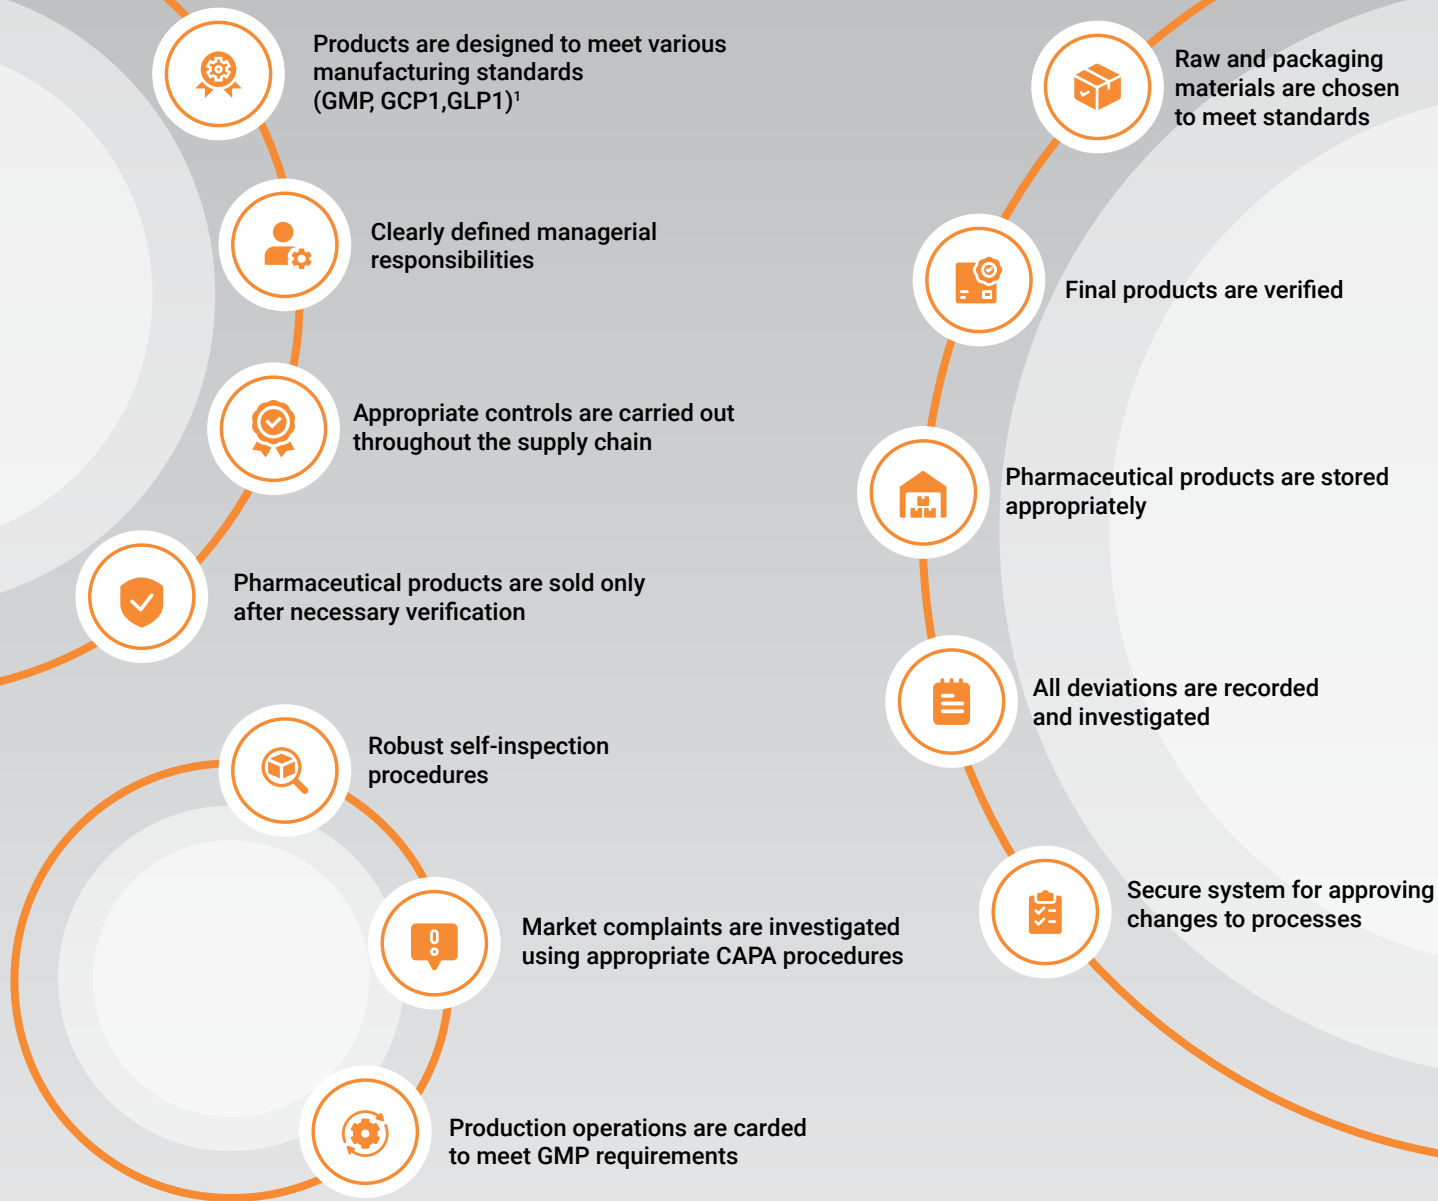 Products are designed to meet various
manufacturing standards
(GMP, GCP1,GLP1)¹
Clearly defined managerial
responsibilities
Appropriate controls are carried out
throughout the supply chain
Pharmaceutical products are sold only
after necessary verification
Robust self-inspection
procedures
Market complaints are investigated
using appropriate CAPA procedures
Production operations are carded
to meet GMP requirements
Raw and packaging
materials are chosen
to meet standards
Final products are verified
Pharmaceutical products are stored
appropriately
All deviations are recorded
and investigated
Secure system for approving
changes to processes